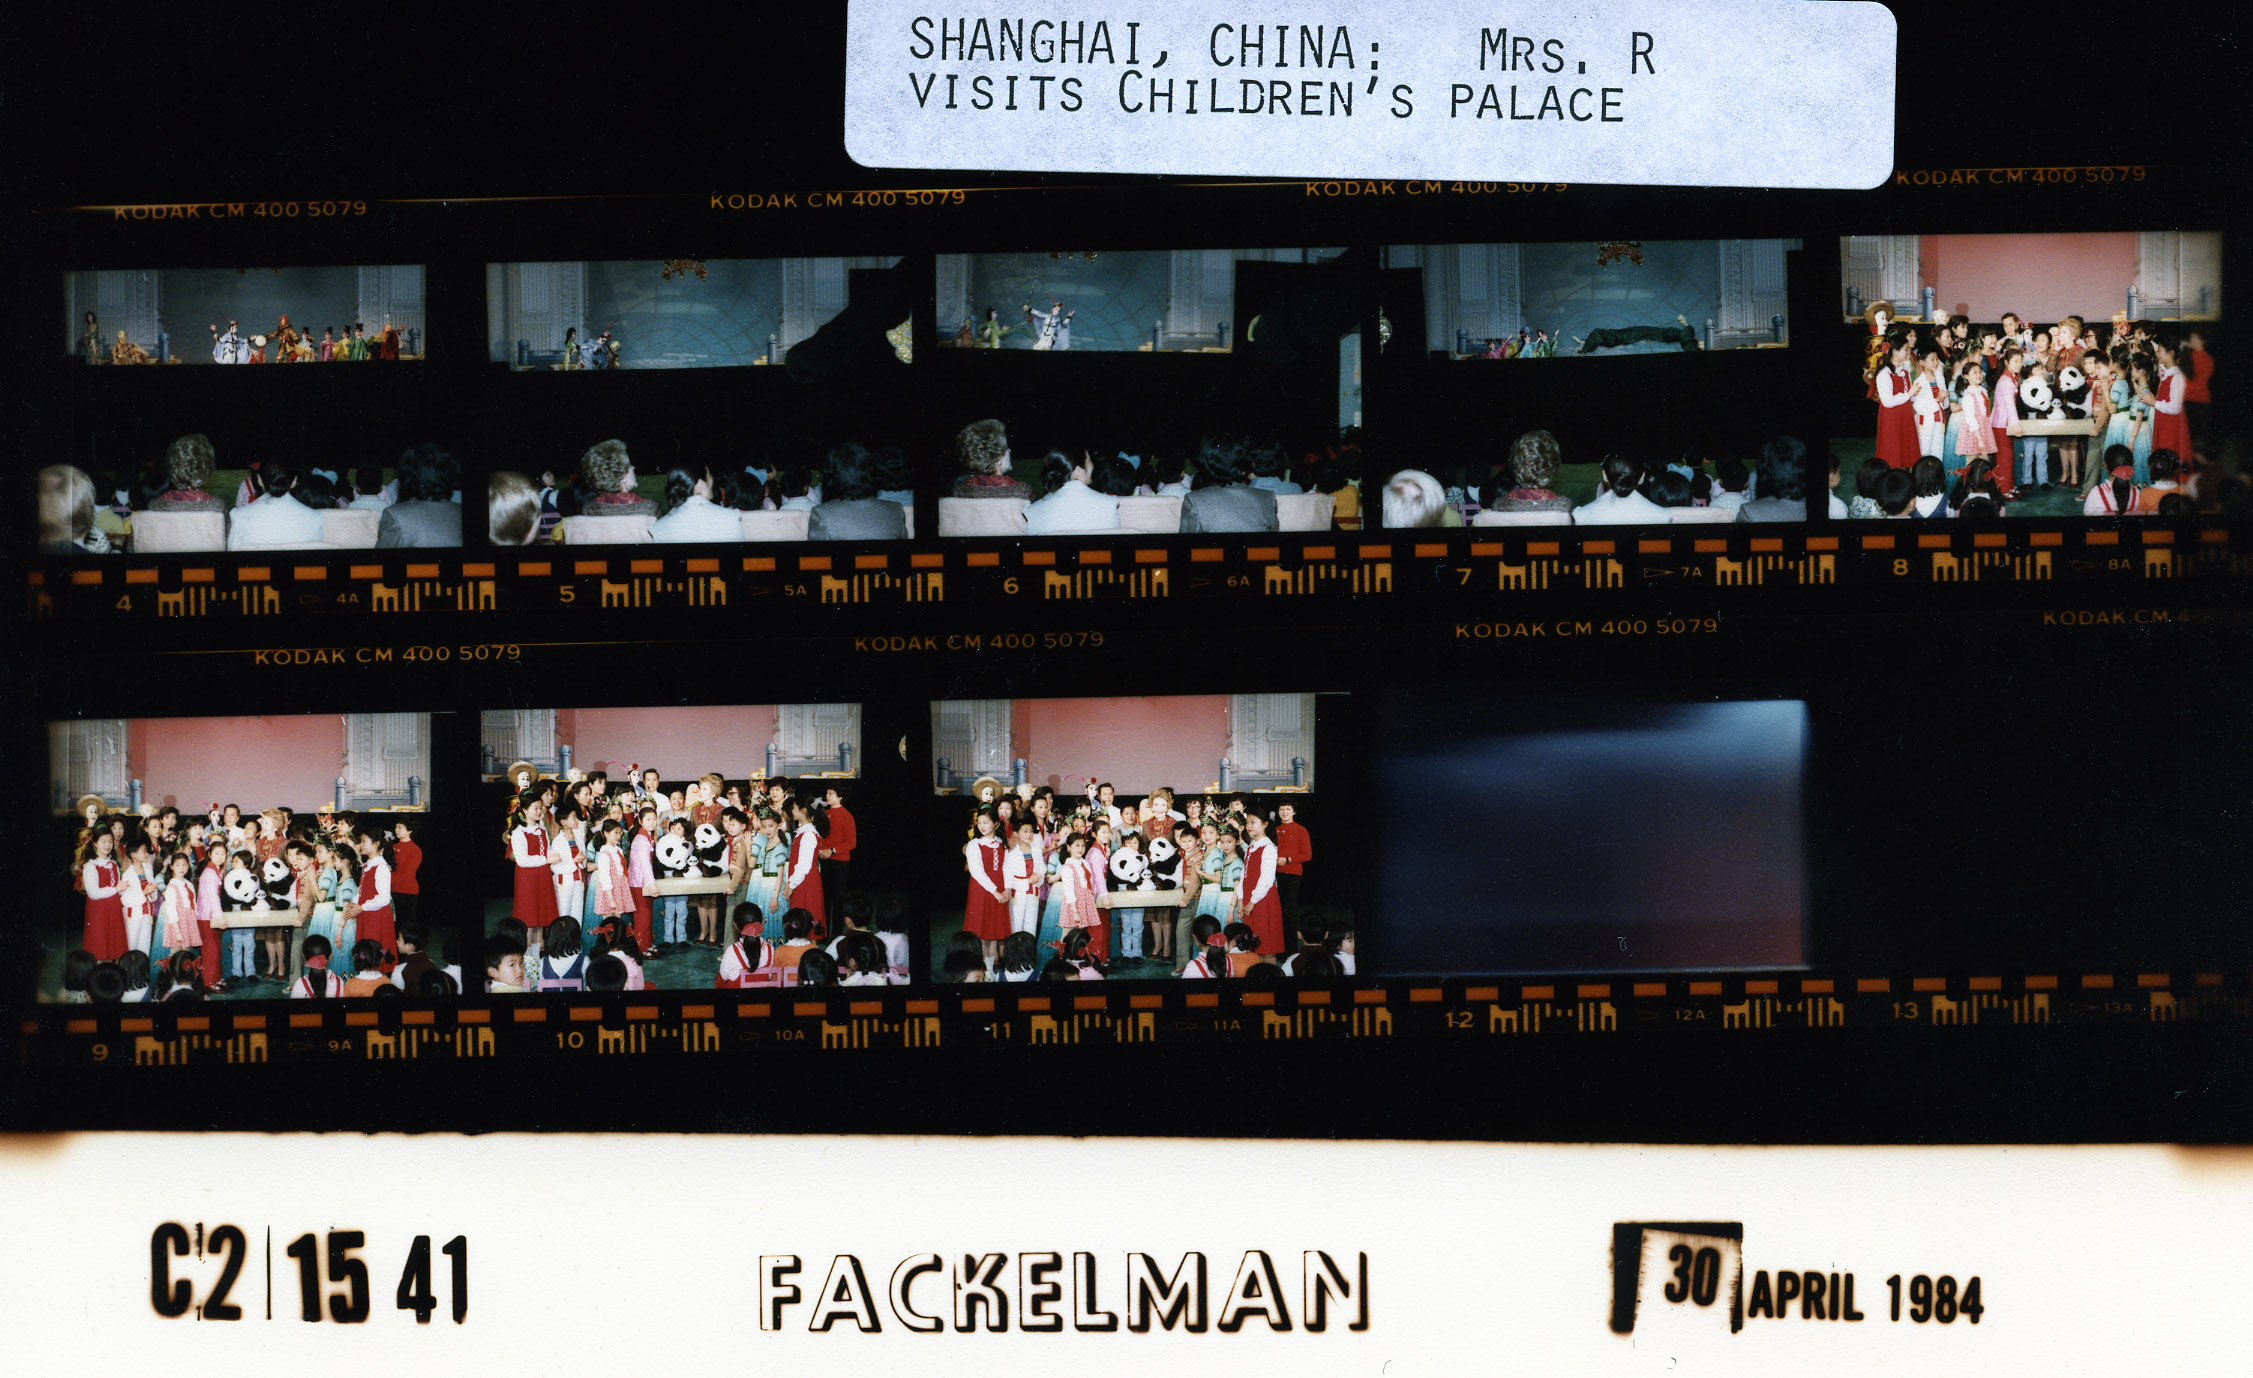 SHANGHAI, CHINA: MRS. R
VISITS CHILDREN'S PALACE
KODAK CM 400 5079 KODAK CM 400 5079 KODAK CM 400 5079 KODAK CM 400 5079
4 4A 5 5A 6 6A 7 7A 8 8A
KODAK CM 400 5079 KODAK CM 400 5079 KODAK CM 400 5079 KODAK CM 4
9 9A 10 10A 11 11A 12 12A 13 13A
C2 15 41 FACKELMAN 30 APRIL 1984